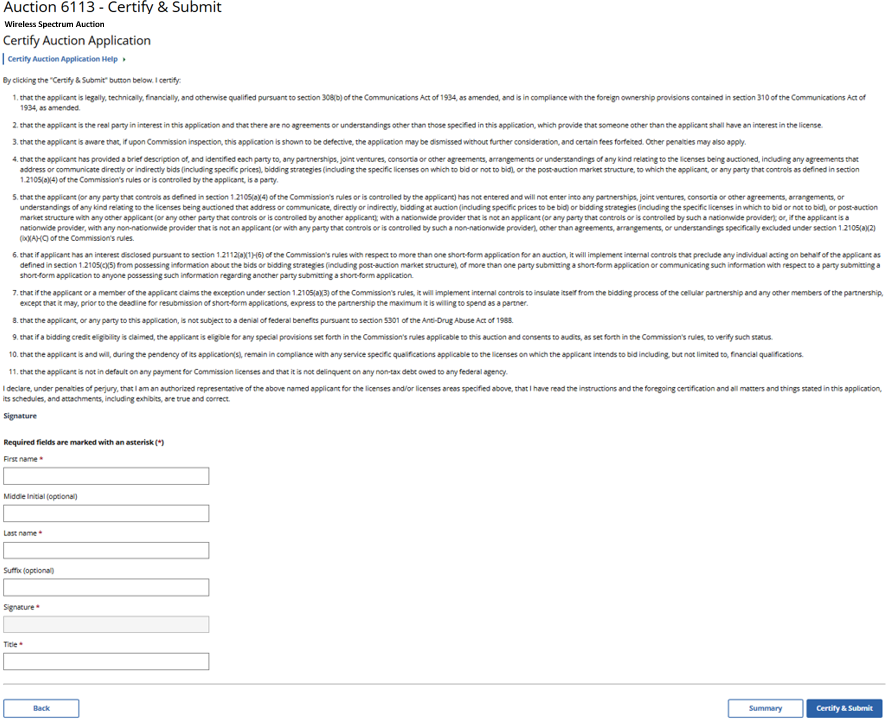 Auction 6113 - Certify & Submit
Wireless Spectrum Auction
Certify Auction Application
Certify Auction Application Help
By clicking the "Certify & Submit" button below. I certify:
1. that the applicant is legally, technically, financially, and otherwise qualified pursuant to section 308(b) of the Communications Act of 1934, as amended, and is in compliance with the foreign ownership provisions contained in section 310 of the Communications Act of
1934, as amended.
2. that the applicant is the real party in interest in this application and that there are no agreements or understandings other than those specified in this application, which provide that someone other than the applicant shall have an interest in the license.
3. that the applicant is aware that, if upon Commission inspection, this application is shown to be defective, the application may be dismissed without further consideration, and certain fees forfeited. Other penalties may also apply.
4. that the applicant has provided a brief description of, and identified each party to, any partnerships, joint ventures, consortia or other agreements, arrangements or understandings of any kind relating to the licenses being auctioned, including any agreements that
address or communicate directly or indirectly bids (including specific prices), bidding strategies (including the specific licenses on which to bid or not to bid), or the post-auction market structure, to which the applicant, or any party that controls as defined in section
1.2105(a)(4) of the Commission's rules or is controlled by the applicant, is a party.
5. that the applicant (or any party that controls as defined in section 1.2105(a)(4) of the Commission's rules or is controlled by the applicant) has not entered and will not enter into any partnerships, joint ventures, consortia or other agreements, arrangements, or
understandings of any kind relating to the licenses being auctioned that address or communicate, directly or indirectly, bidding at auction (including specific prices to be bid) or bidding strategies (including the specific licenses in which to bid or not to bid), or post-auction
market structure with any other applicant (or any other party that controls or is controlled by another applicant); with a nationwide provider that is not an applicant (or any party that controls or is controlled by such a nationwide provider); or, if the applicant is a
nationwide provider, with any non-nationwide provider that is not an applicant (or with any party that controls or is controlled by such a non-nationwide provider), other than agreements, arrangements, or understandings specifically excluded under section 1.2105(a)(2)
(ix)(A)-(C) of the Commission's rules.
6. that if applicant has an interest disclosed pursuant to section 1.2112(a)(1)-(6) of the Commission's rules with respect to more than one short-form application for an auction, it will implement internal controls that preclude any individual acting on behalf of the applicant as
defined in section 1.2105(c)(5) from possessing information about the bids or bidding strategies (including post-auction market structure), of more than one party submitting a short-form application or communicating such information with respect to a party submitting a
short-form application to anyone possessing such information regarding another party submitting a short-form application.
7. that if the applicant or a member of the applicant claims the exception under section 1.2105(a)(3) of the Commission's rules, it will implement internal controls to insulate itself from the bidding process of the cellular partnership and any other members of the partnership,
except that it may, prior to the deadline for resubmission of short-form applications, express to the partnership the maximum it is willing to spend as a partner.
8. that the applicant, or any party to this application, is not subject to a denial of federal benefits pursuant to section 5301 of the Anti-Drug Abuse Act of 1988.
9. that if a bidding credit eligibility is claimed, the applicant is eligible for any special provisions set forth in the Commission's rules applicable to this auction and consents to audits, as set forth in the Commission's rules, to verify such status.
10. that the applicant is and will, during the pendency of its application(s), remain in compliance with any service specific qualifications applicable to the licenses on which the applicant intends to bid including, but not limited to, financial qualifications.
11. that the applicant is not in default on any payment for Commission licenses and that it is not delinquent on any non-tax debt owed to any federal agency.
I declare, under penalties of perjury, that I am an authorized representative of the above named applicant for the licenses and/or licenses areas specified above, that I have read the instructions and the foregoing certification and all matters and things stated in this application,
its schedules, and attachments, including exhibits, are true and correct.
Signature
Required fields are marked with an asterisk (*)
First name *
Middle Initial (optional)
Last name *
Suffix (optional)
Signature *
Title *
Back
Summary
Certify & Submit